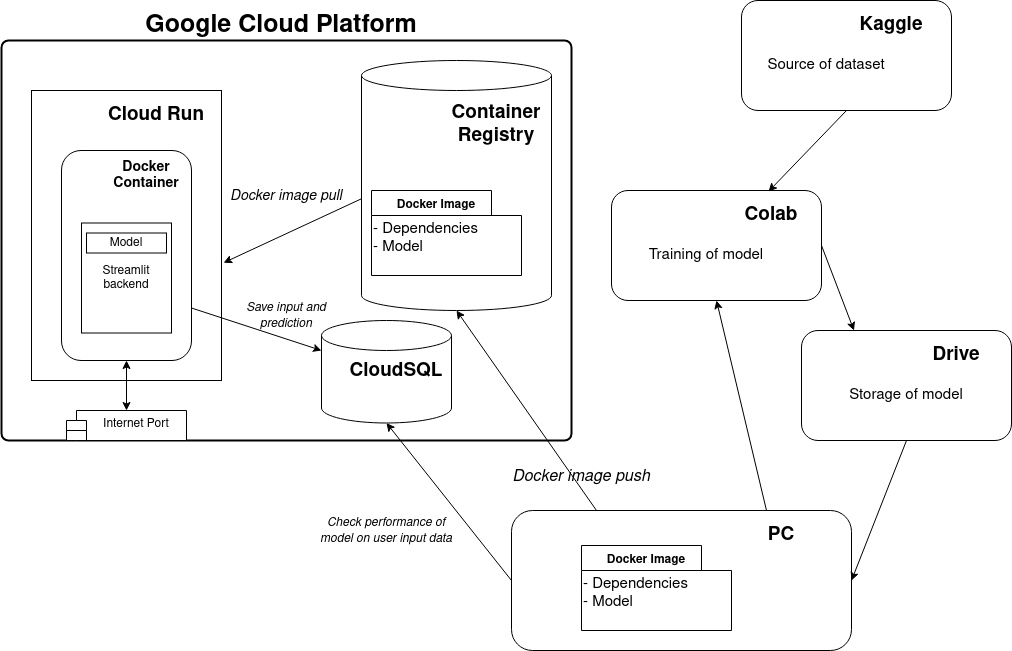 Google Cloud Platform
Cloud Run
Docker
Container
Model
Streamlit
backend
Internet Port
Docker image pull
Container
Registry
Docker Image
- Dependencies
- Model
Save input and
prediction
CloudSQL
Kaggle
Source of dataset
Colab
Training of model
Drive
Storage of model
Docker image push
Check performance of
model on user input data
PC
Docker Image
- Dependencies
- Model